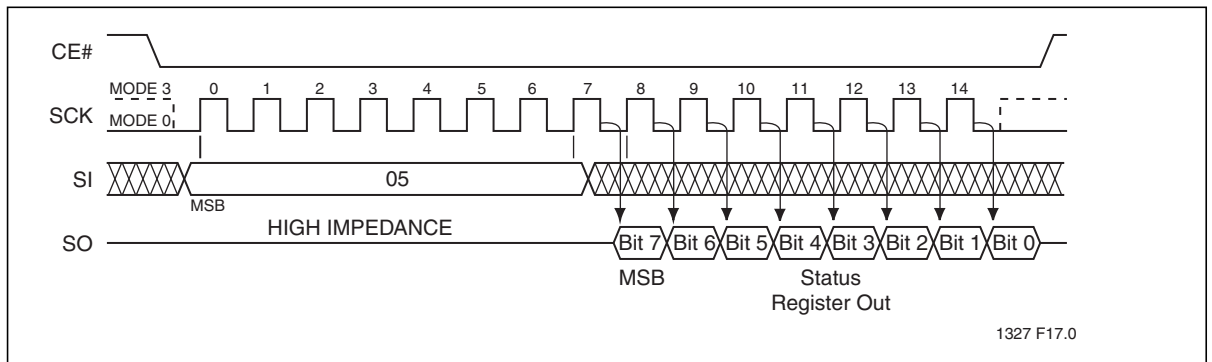 CE#
MODE 3 0 1 2 3 4 5 6 7 8 9 10 11 12 13 14
SCK
MODE 0
SI 05
MSB
HIGH IMPEDANCE
SO Bit 7 Bit 6 Bit 5 Bit 4 Bit 3 Bit 2 Bit 1 Bit 0
MSB Status
Register Out
1327 F17.0